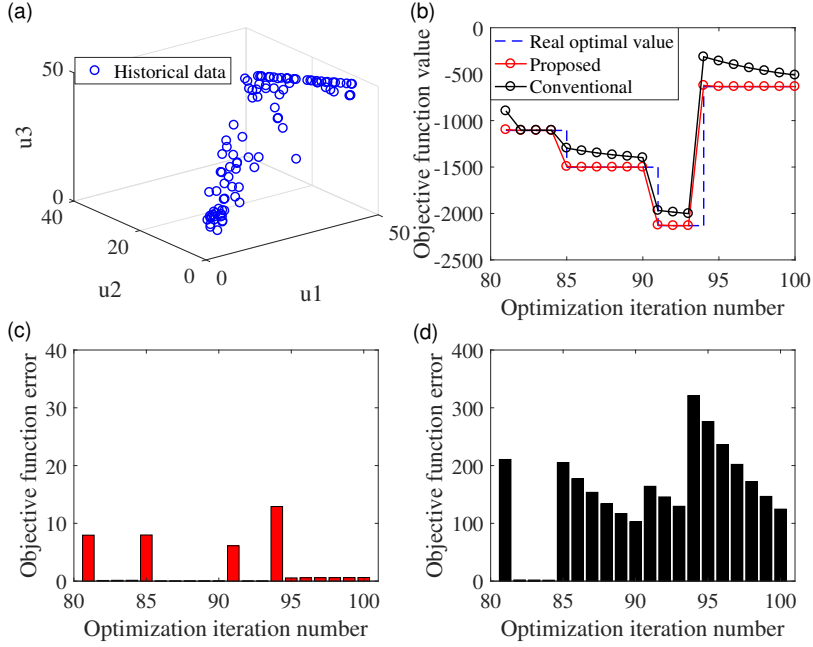 (a)
Historical data
50
u3
0
40
20
u2
0
0
u1
50
(b)
Real optimal value
Proposed
Conventional
Objective function value
0
-500
-1000
-1500
-2000
-2500
80 85 90 95 100
Optimization iteration number
(c)
Objective function error
40
30
20
10
0
80 85 90 95 100
Optimization iteration number
(d)
Objective function error
400
300
200
100
0
80 85 90 95 100
Optimization iteration number